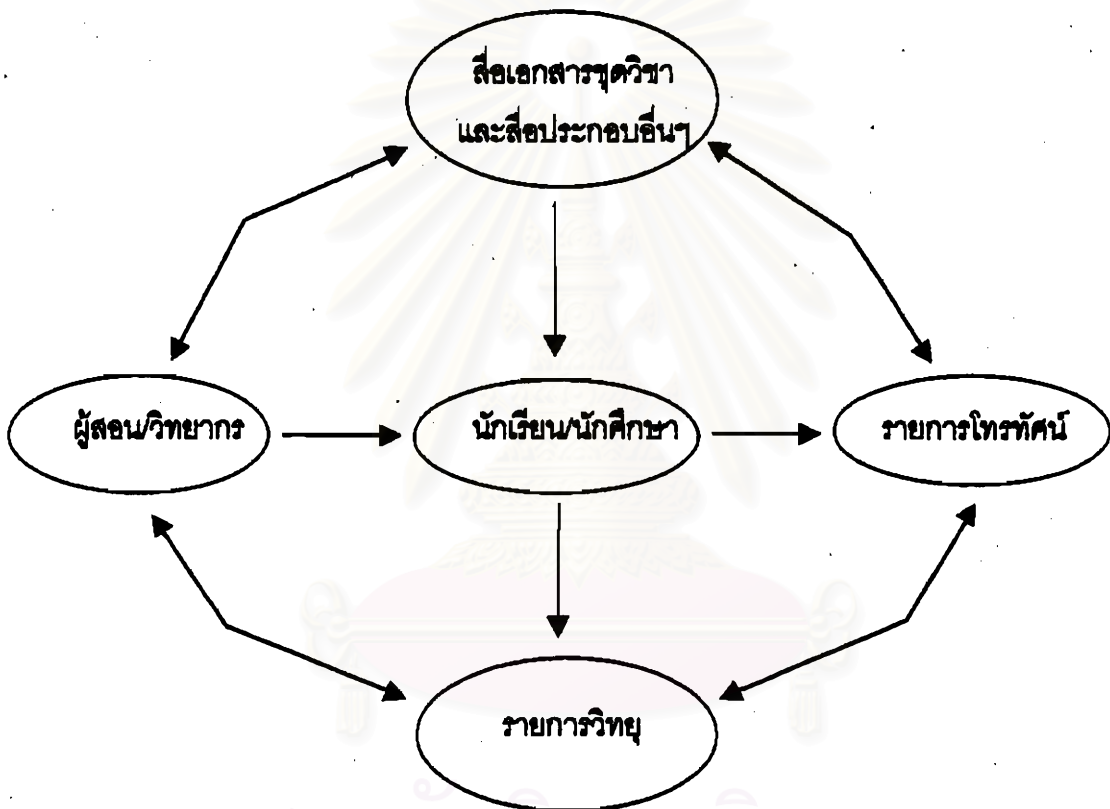 สื่อเอกสารชุดวิชา
และสื่อประกอบอื่นๆ
ผู้สอน/วิทยากร
นักเรียน/นักศึกษา
รายการโทรทัศน์
รายการวิทยุ